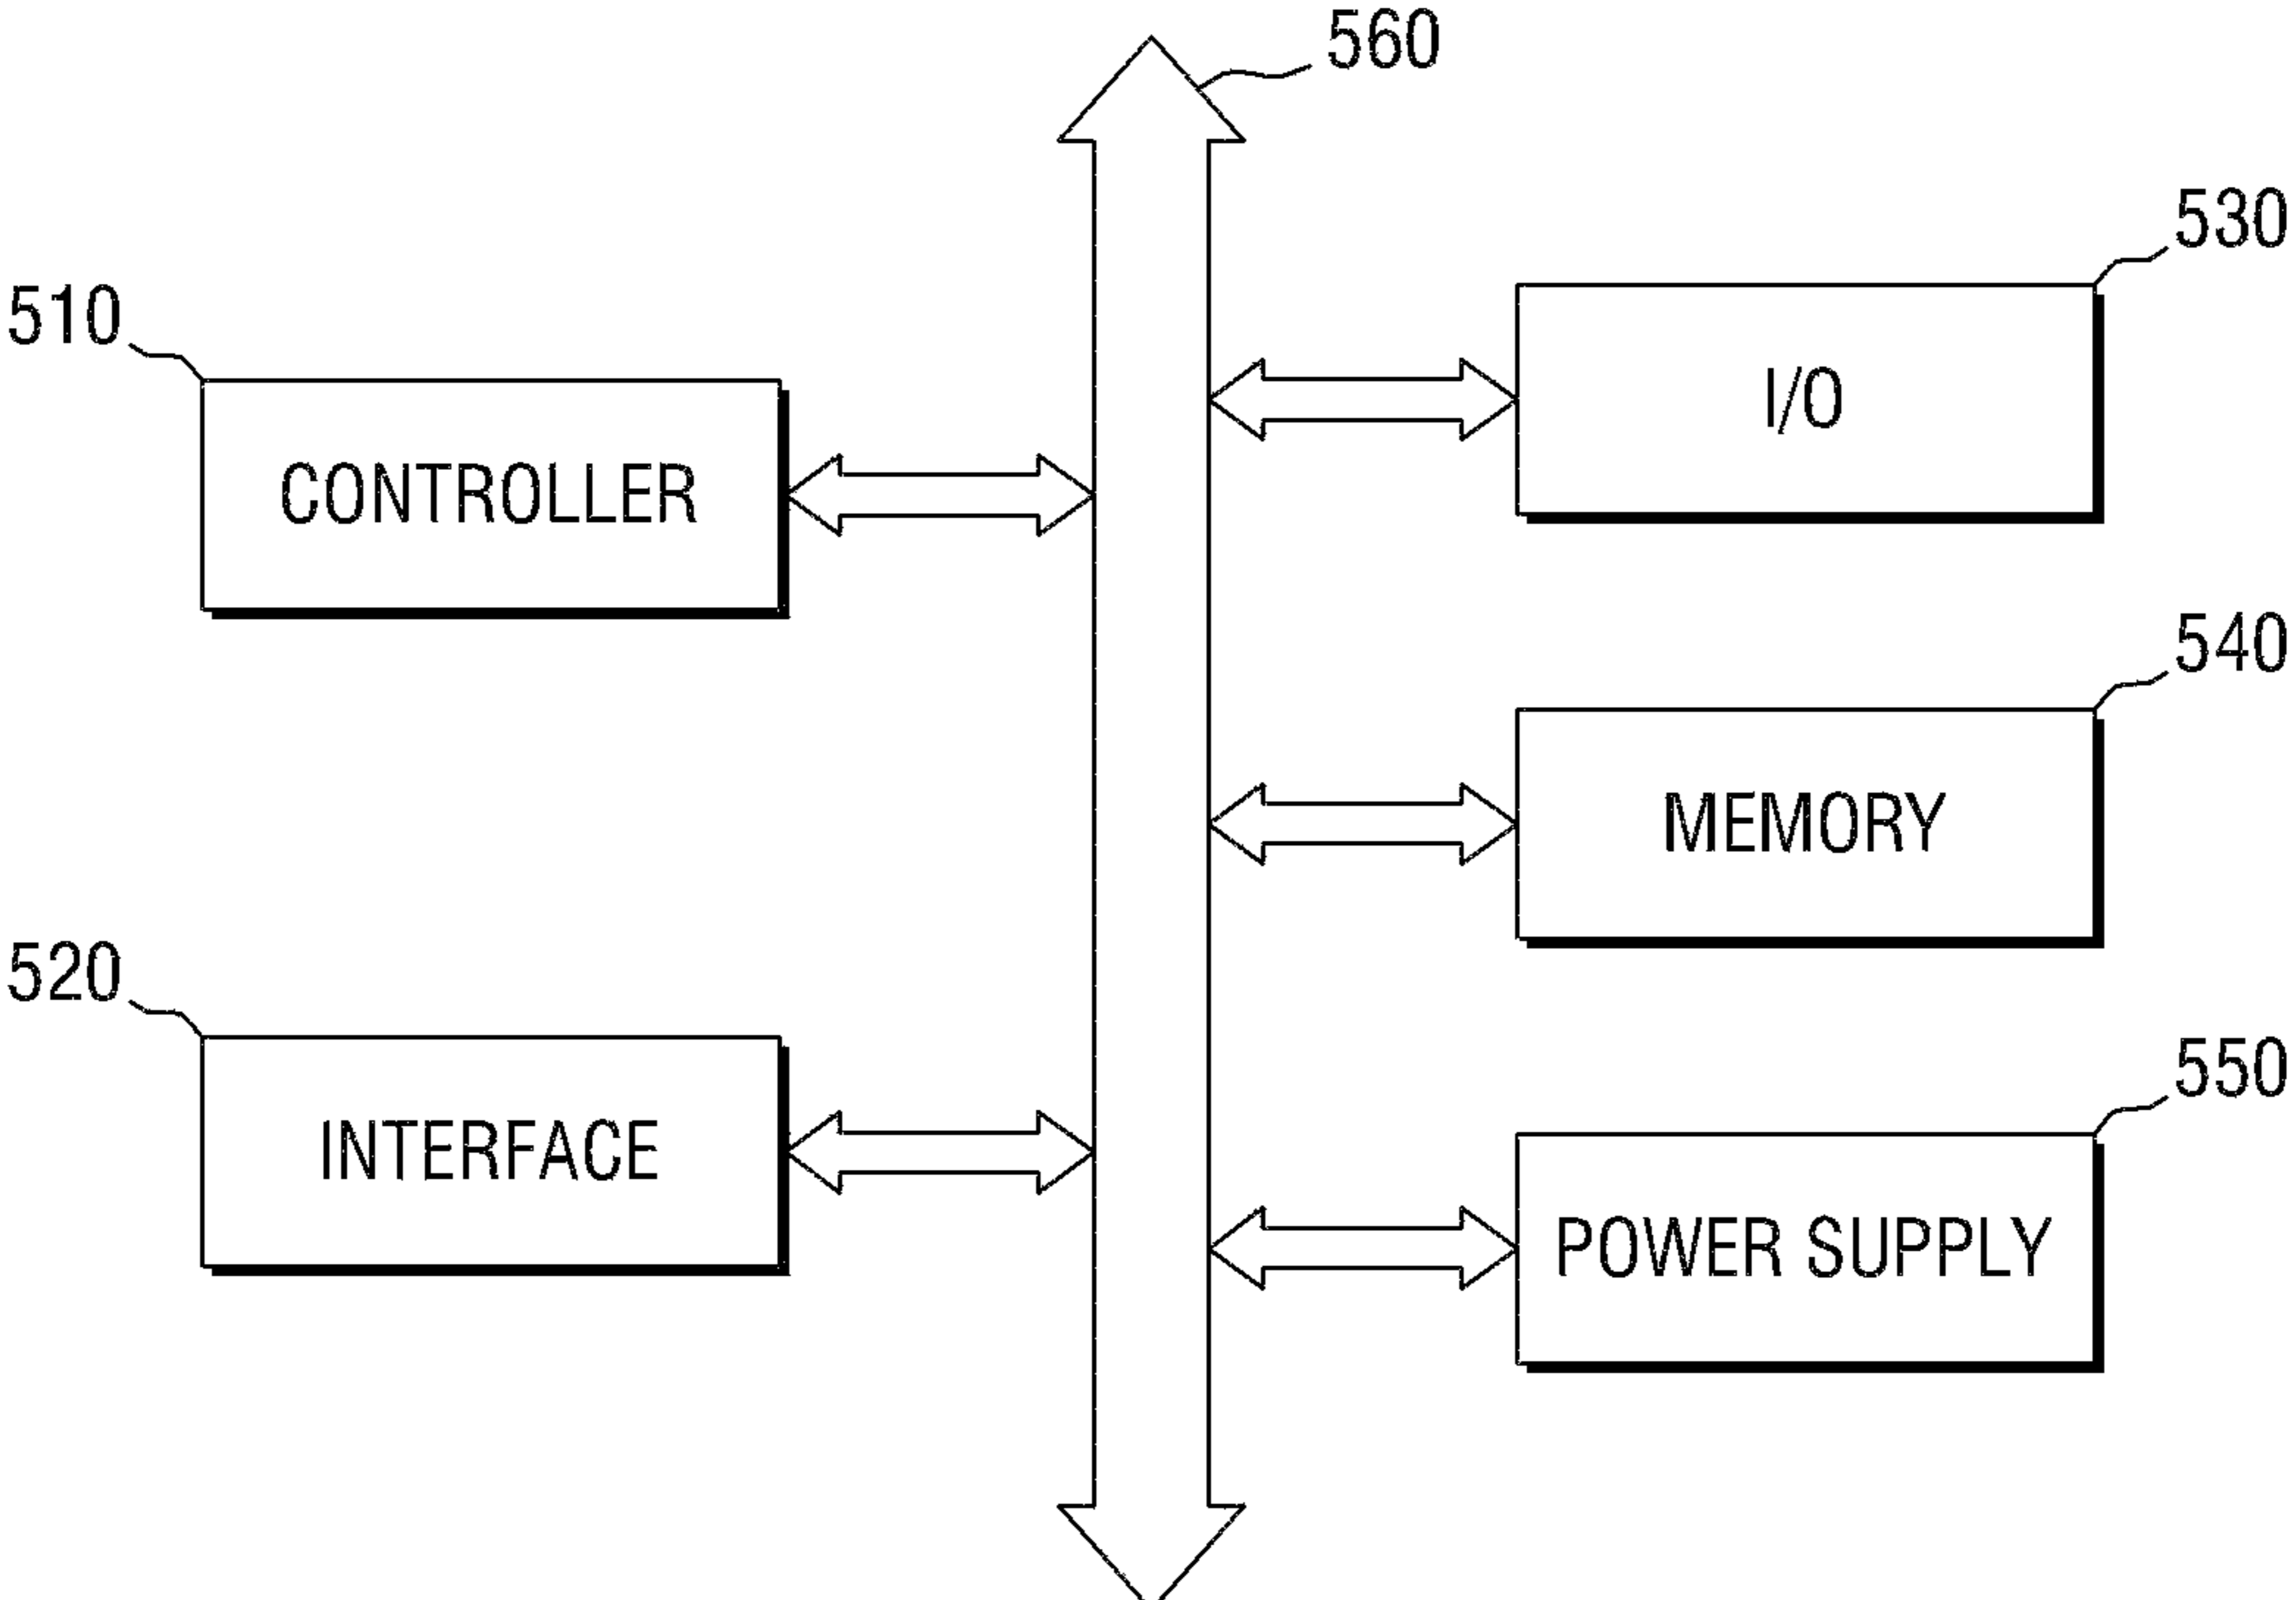 560
530
510
I/O
CONTROLLER
540
MEMORY
520
550
INTERFACE
POWER SUPPLY